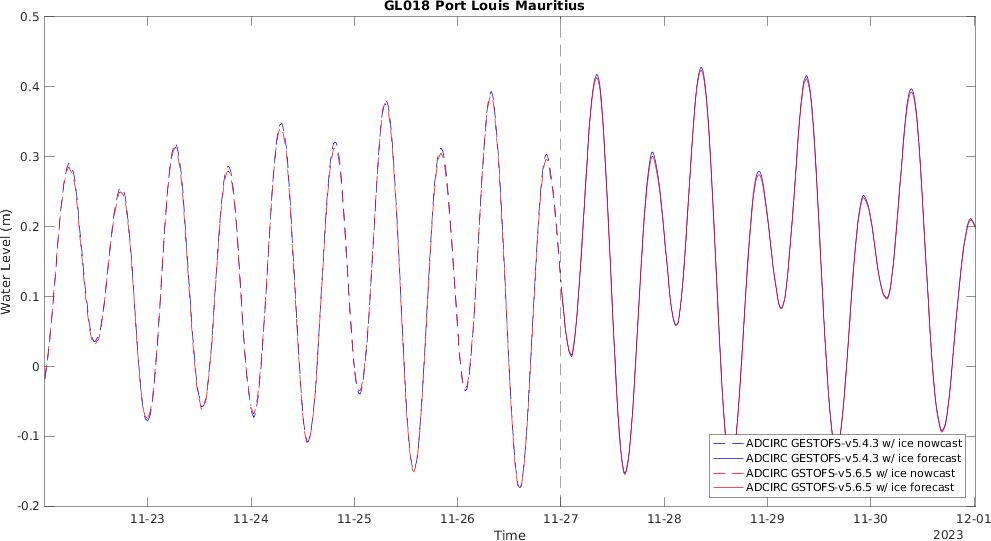 GL018 Port Louis Mauritius
0.5
0.4
0.3
0.2
0.1
0
-0.1
-0.2
Water Level (m)
11-23
11-24
11-25
11-26
11-27
11-28
11-29
11-30
12-01
2023
Time
ADCIRC GESTOFS-v5.4.3 w/ ice nowcast
ADCIRC GESTOFS-v5.4.3 w/ ice forecast
ADCIRC GSTOFS-v5.6.5 w/ ice nowcast
ADCIRC GSTOFS-v5.6.5 w/ ice forecast